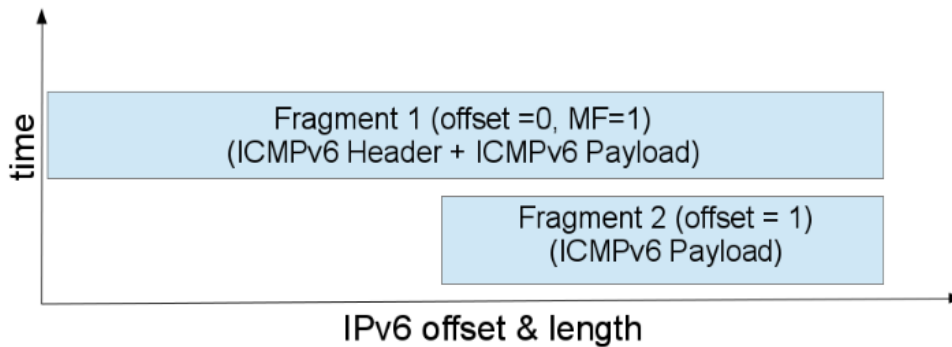 time
Fragment 1 (offset =0, MF=1)
(ICMPv6 Header + ICMPv6 Payload)
Fragment 2 (offset = 1)
(ICMPv6 Payload)
IPv6 offset & length